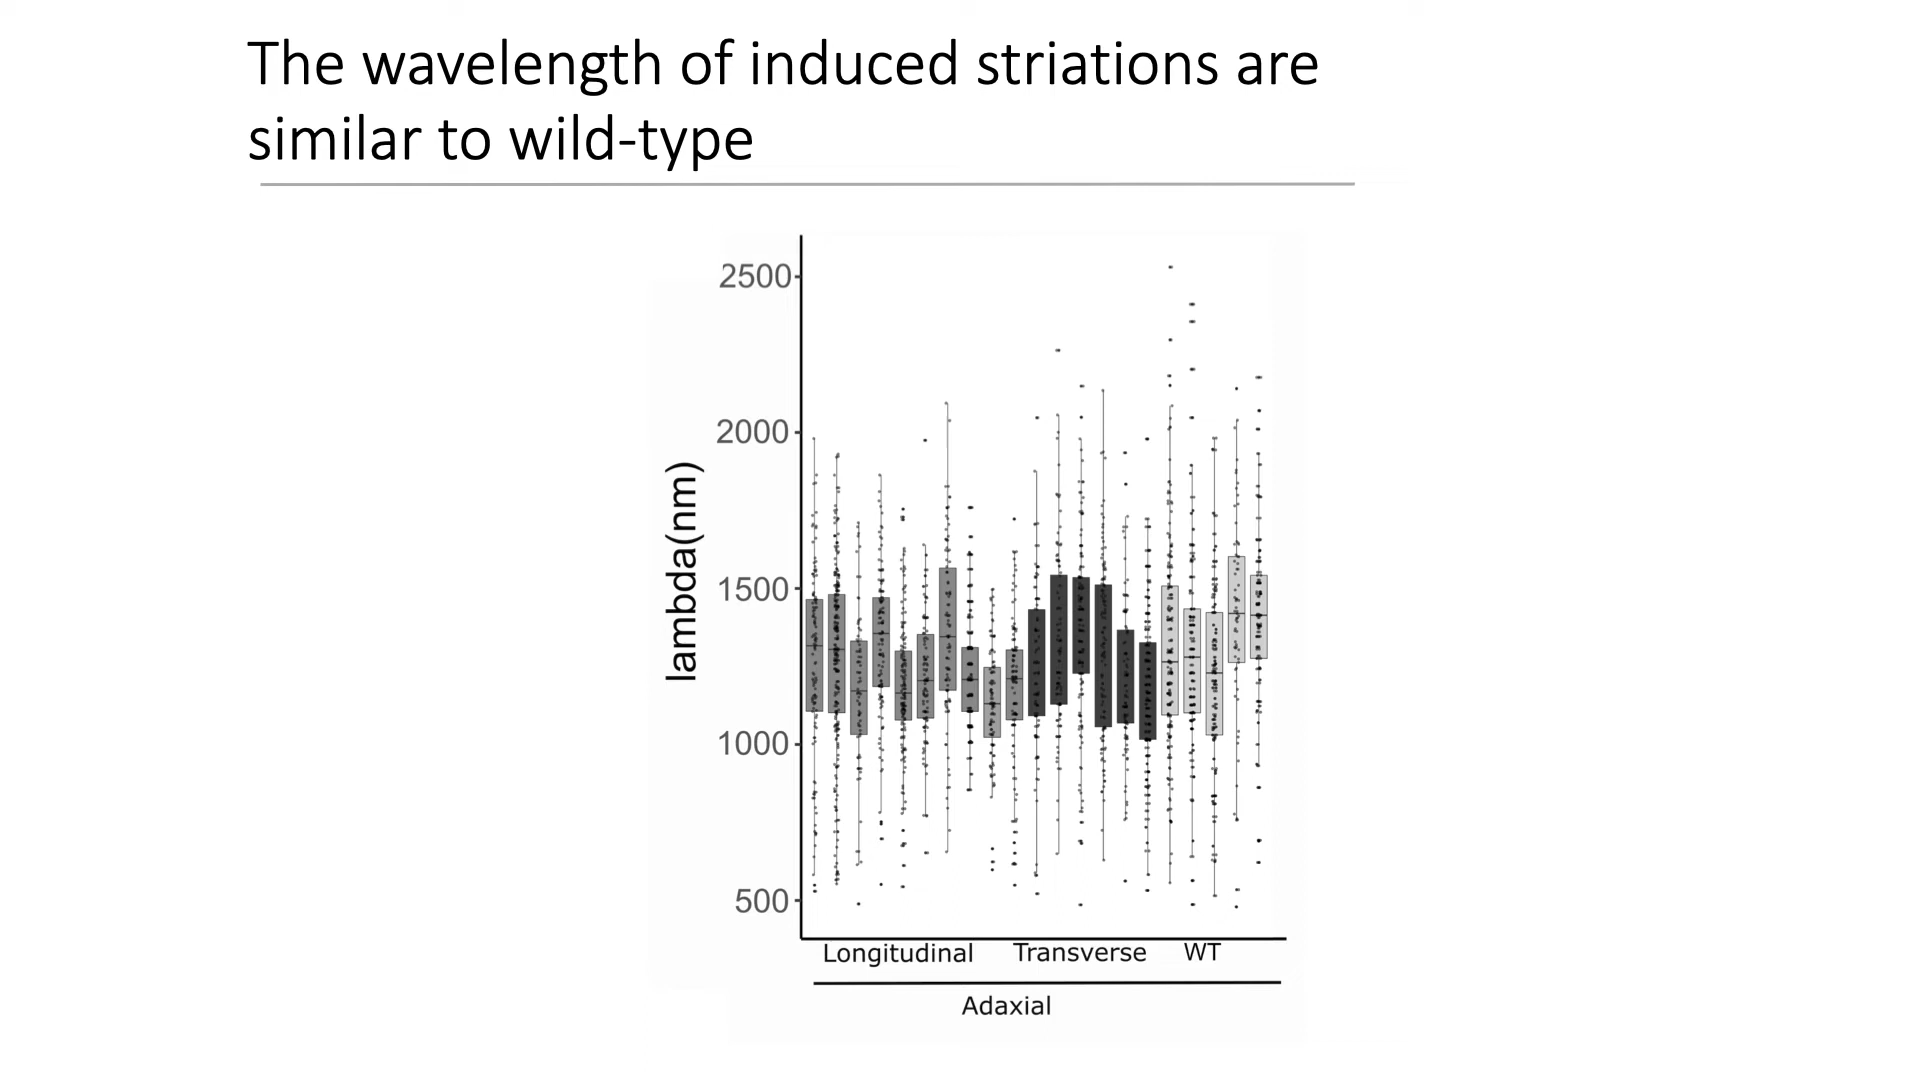 The wavelength of induced striations are
similar to wild-type
2500
2000
1500
1000
500
lambda(nm)
Longitudinal Transverse WT
Adaxial